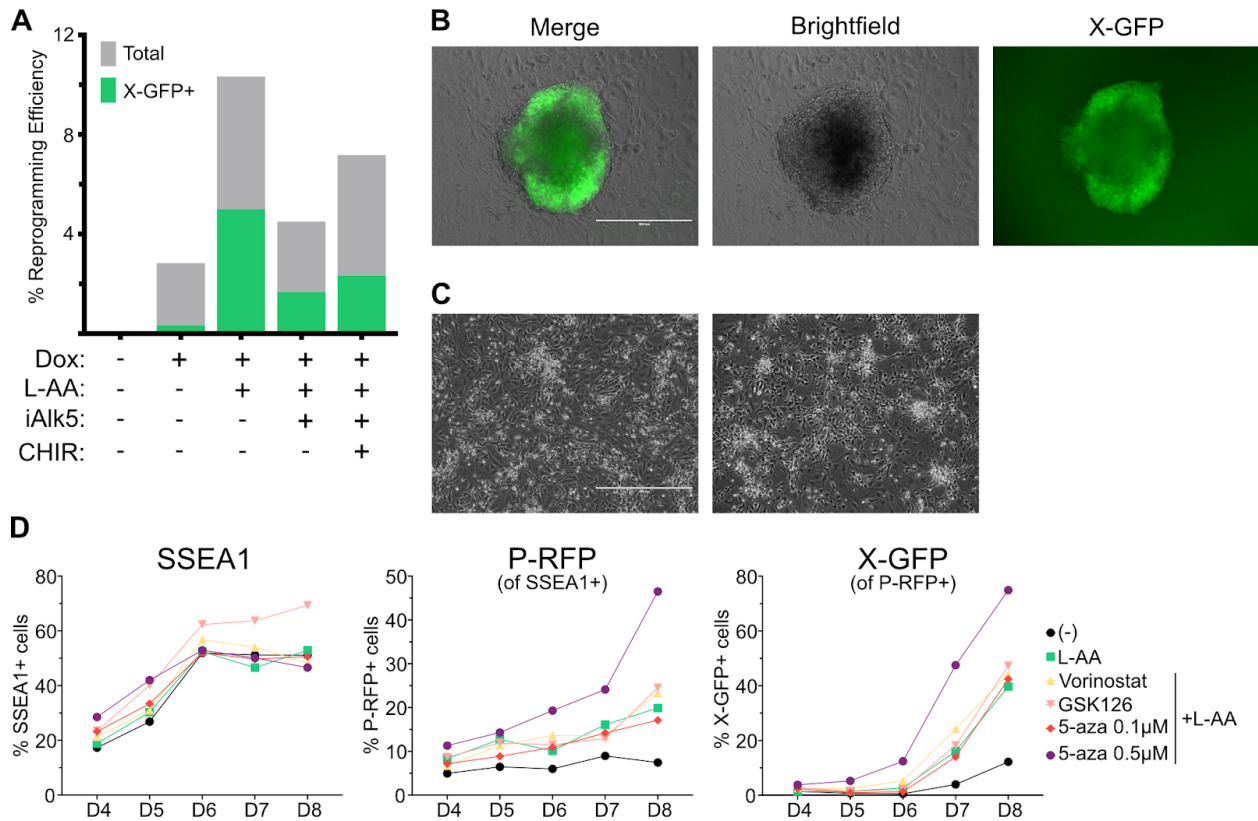 A
12
8
4
% Reprogramming Efficiency
Total
X-GFP+
Dox: - + + + +
L-AA: - - + + +
iAlk5: - - - + +
CHIR: - - - - +
B
Merge
Brightfield
X-GFP
C
D
SSEA1
80
60
40
20
0
% SSEA1+ cells
D4 D5 D6 D7 D8
P-RFP
(of SSEA1+)
50
40
30
20
10
0
% P-RFP+ cells
D4 D5 D6 D7 D8
X-GFP
(of P-RFP+)
80
60
40
20
0
% X-GFP+ cells
D4 D5 D6 D7 D8
(-)
L-AA
Vorinostat
GSK126
5-aza 0.1µM
5-aza 0.5µM
+L-AA